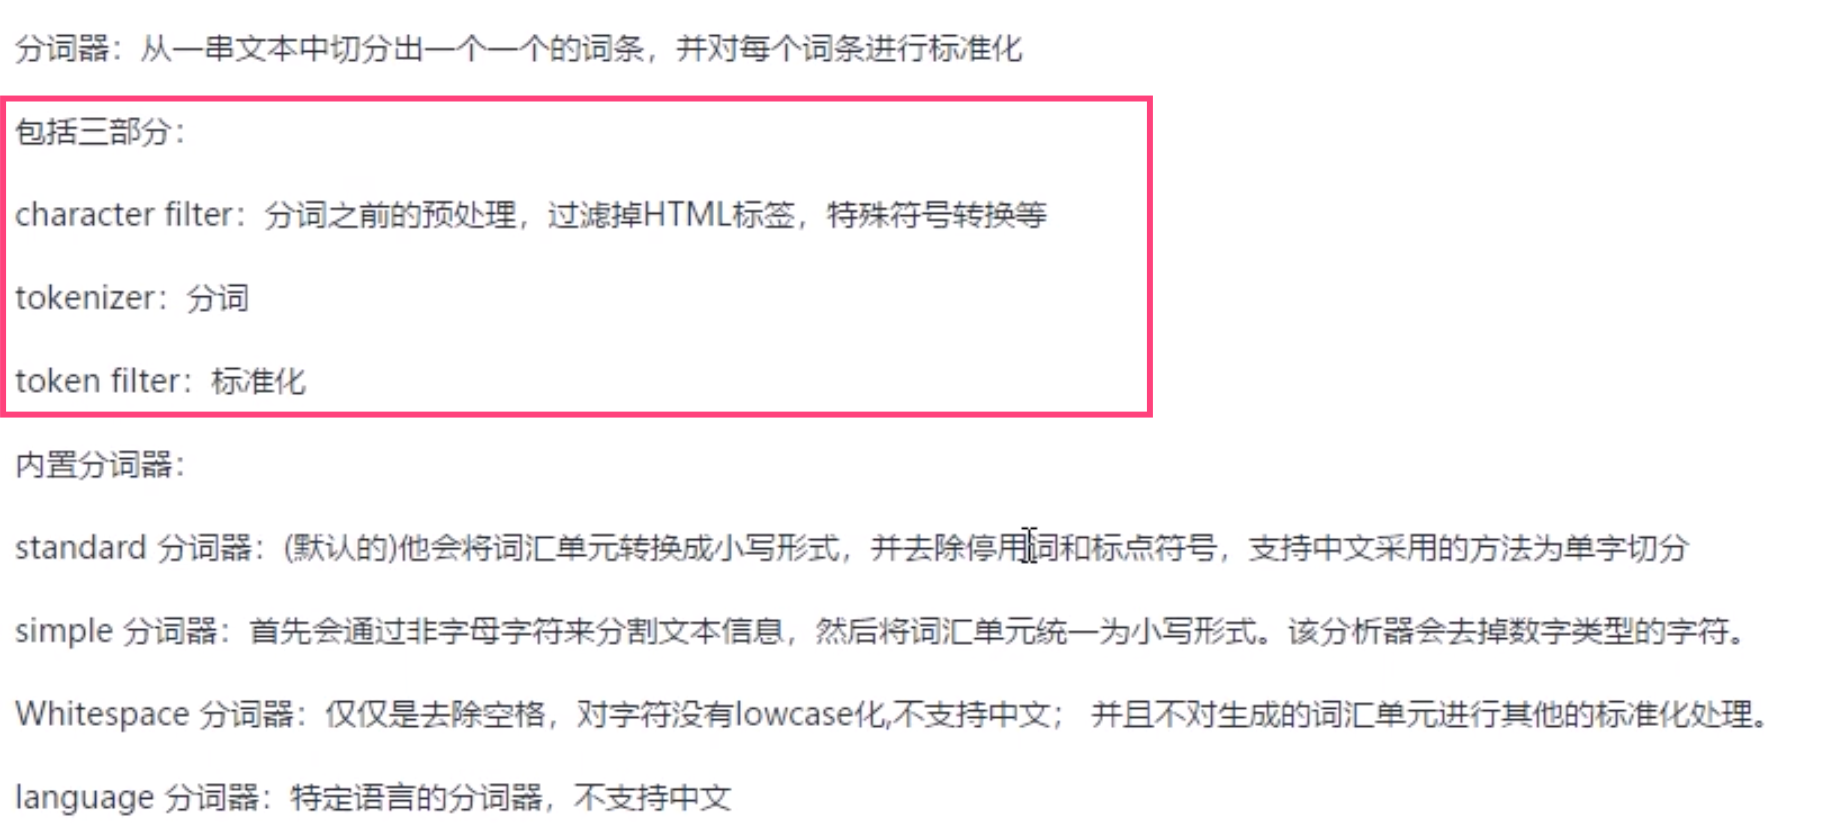 分词器：从一串文本中切分出一个一个的词条，并对每个词条进行标准化
包括三部分：
character filter：分词之前的预处理，过滤掉HTML标签，特殊符号转换等
tokenizer：分词
token filter：标准化
内置分词器：
standard 分词器：(默认的)他会将词汇单元转换成小写形式，并去除停用词和标点符号，支持中文采用的方法为单字切分
simple 分词器：首先会通过非字母字符来分割文本信息，然后将词汇单元统一为小写形式。该分析器会去掉数字类型的字符。
Whitespace 分词器：仅仅是去除空格，对字符没有lowcase化,不支持中文； 并且不对生成的词汇单元进行其他的标准化处理。
language 分词器：特定语言的分词器，不支持中文